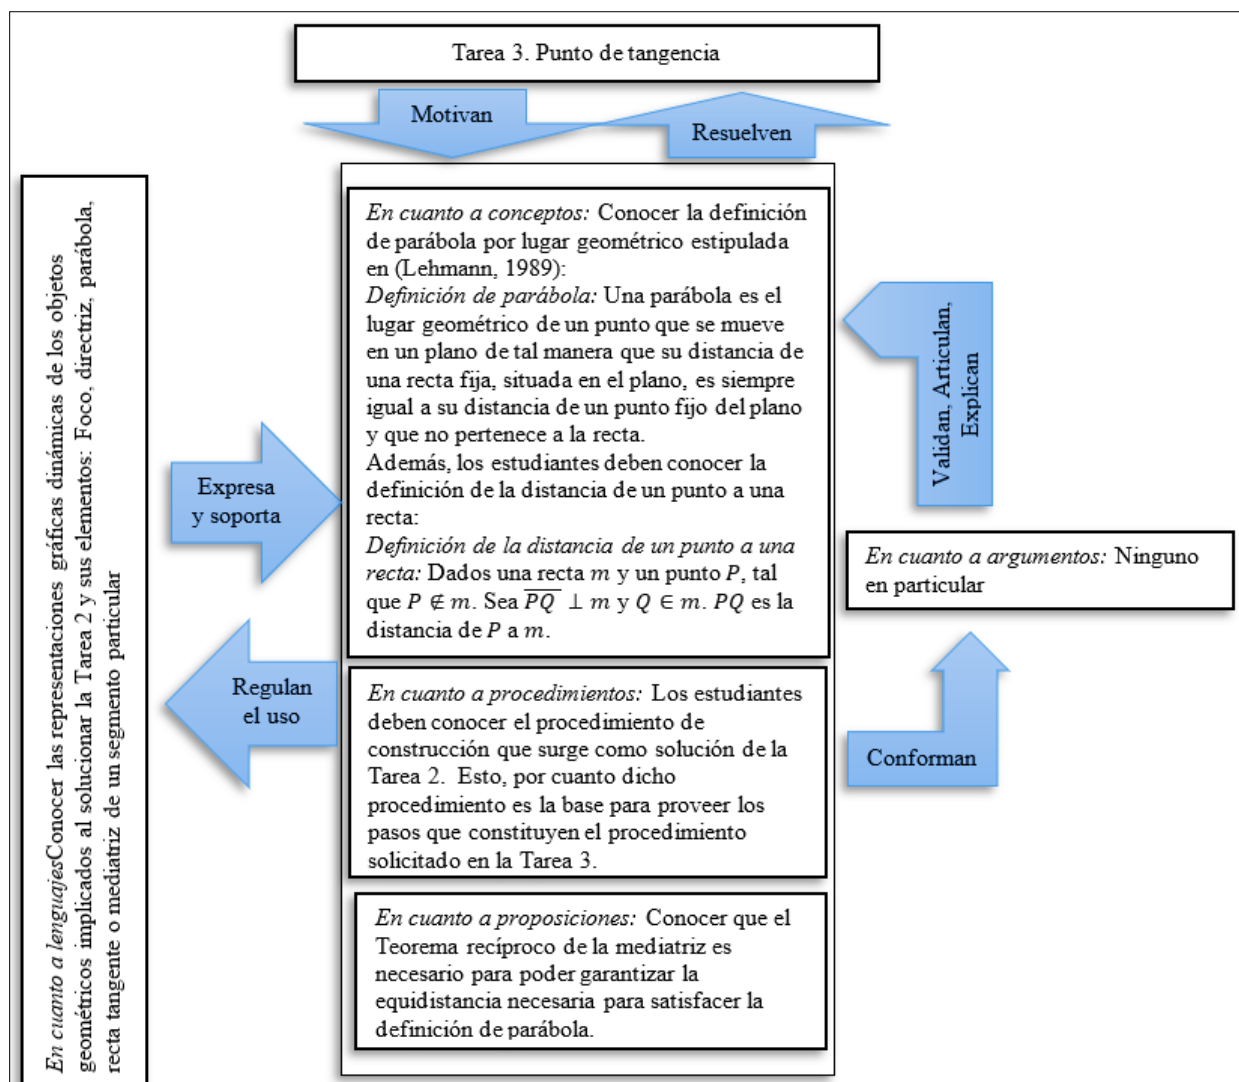 Tarea 3. Punto de tangencia
Motivan
Resuelven
En cuanto a lenguajesConocer las representaciones gráficas dinámicas de los objetos
geométricos implicados al solucionar la Tarea 2 y sus elementos: Foco, directriz, parábola,
recta tangente o mediatriz de un segmento particular
Expresa
y soporta
Regulan
el uso
En cuanto a conceptos: Conocer la definición
de parábola por lugar geométrico estipulada
en (Lehmann, 1989):
Definición de parábola: Una parábola es el
lugar geométrico de un punto que se mueve
en un plano de tal manera que su distancia de
una recta fija, situada en el plano, es siempre
igual a su distancia de un punto fijo del plano
y que no pertenece a la recta.
Además, los estudiantes deben conocer la
definición de la distancia de un punto a una
recta:
Definición de la distancia de un punto a una
recta: Dados una recta m y un punto P, tal
que P ∉ m. Sea P̅Q̅ ⊥ m y Q ∈ m. PQ es la
distancia de P a m.
En cuanto a procedimientos: Los estudiantes
deben conocer el procedimiento de
construcción que surge como solución de la
Tarea 2. Esto, por cuanto dicho
procedimiento es la base para proveer los
pasos que constituyen el procedimiento
solicitado en la Tarea 3.
En cuanto a proposiciones: Conocer que el
Teorema recíproco de la mediatriz es
necesario para poder garantizar la
equidistancia necesaria para satisfacer la
definición de parábola.
Validan, Articulan,
Explican
En cuanto a argumentos: Ninguno
en particular
Conforman